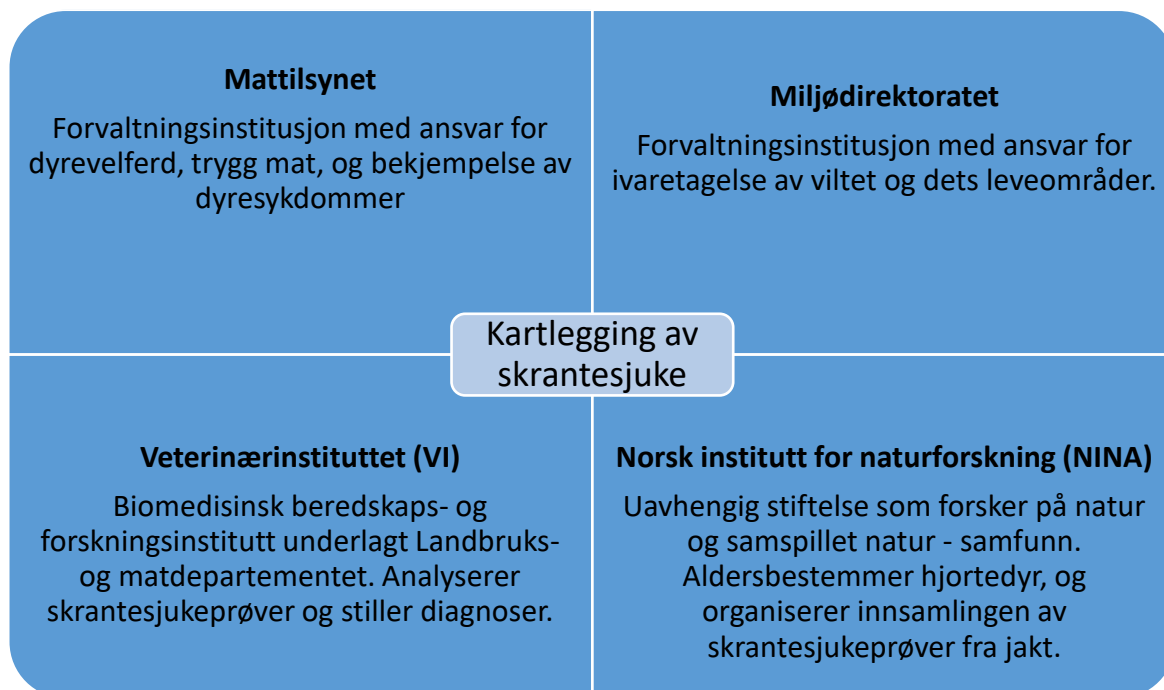 Mattilsynet
Forvaltningsinstitusjon med ansvar for
dyrevelferd, trygg mat, og bekjempelse av
dyresykdommer
Miljødirektoratet
Forvaltningsinstitusjon med ansvar for
ivaretagelse av viltet og dets leveområder.
Kartlegging av
skrantesjuke
Veterinærinstituttet (VI)
Biomedisinsk beredskaps- og
forskningsinstitutt underlagt Landbruks-
og matdepartementet. Analyserer
skrantesjukeprøver og stiller diagnoser.
Norsk institutt for naturforskning (NINA)
Uavhengig stiftelse som forsker på natur
og samspillet natur - samfunn.
Aldersbestemmer hjortedyr, og
organiserer innsamlingen av
skrantesjukeprøver fra jakt.